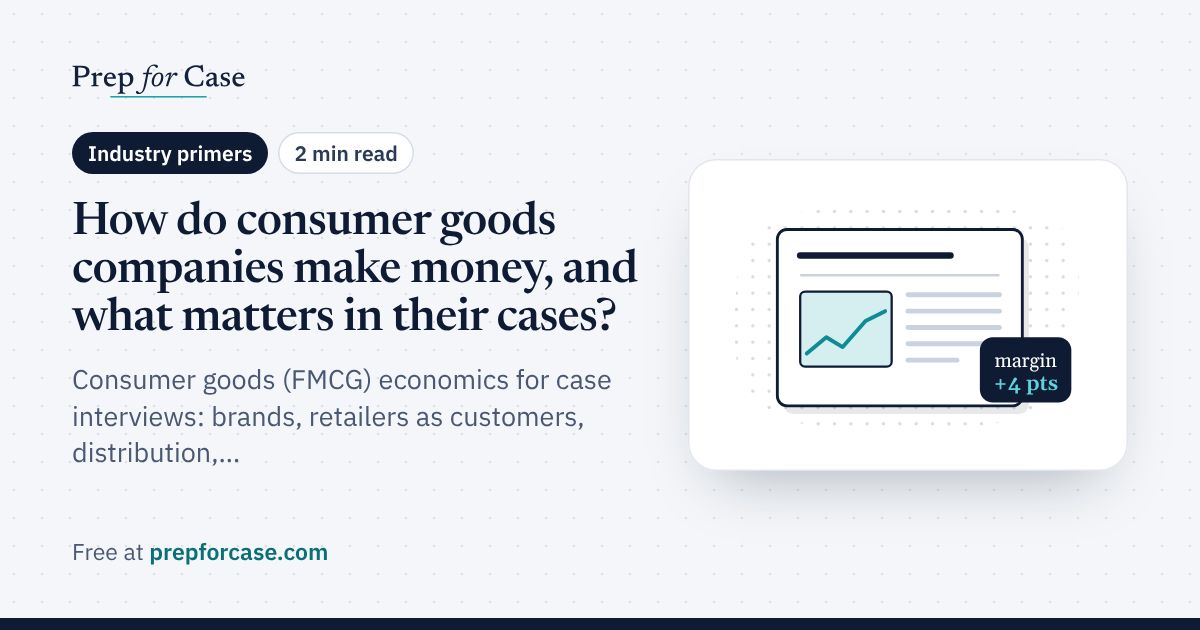 Prep for Case
Industry primers
2 min read
How do consumer goods
companies make money, and
what matters in their cases?
Consumer goods (FMCG) economics for case
interviews: brands, retailers as customers,
distribution,...
margin
+4 pts
Free at prepforcase.com